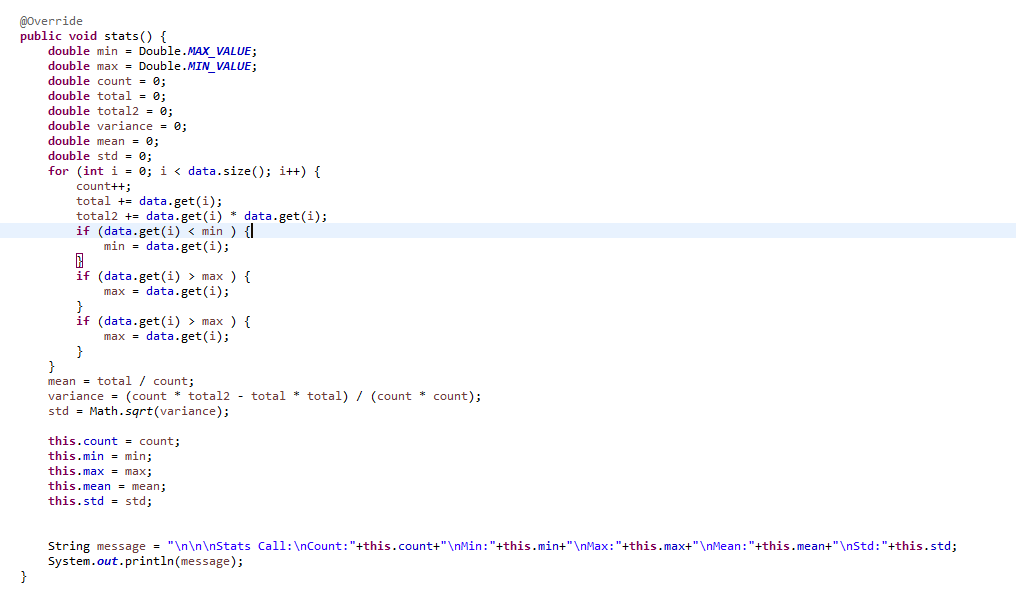 @Override
public void stats() {
    double min = Double.MAX_VALUE;
    double max = Double.MIN_VALUE;
    double count = 0;
    double total = 0;
    double total2 = 0;
    double variance = 0;
    double mean = 0;
    double std = 0;
    for (int i = 0; i < data.size(); i++) {
        count++;
        total += data.get(i);
        total2 += data.get(i) * data.get(i);
        if (data.get(i) < min ) {
            min = data.get(i);
        }
        if (data.get(i) > max ) {
            max = data.get(i);
        }
        if (data.get(i) > max ) {
            max = data.get(i);
        }
    }
    mean = total / count;
    variance = (count * total2 - total * total) / (count * count);
    std = Math.sqrt(variance);

    this.count = count;
    this.min = min;
    this.max = max;
    this.mean = mean;
    this.std = std;


    String message = "\n\n\nStats Call:\nCount:"+this.count+"\nMin:"+this.min+"\nMax:"+this.max+"\nMean:"+this.mean+"\nStd:"+this.std;
    System.out.println(message);
}